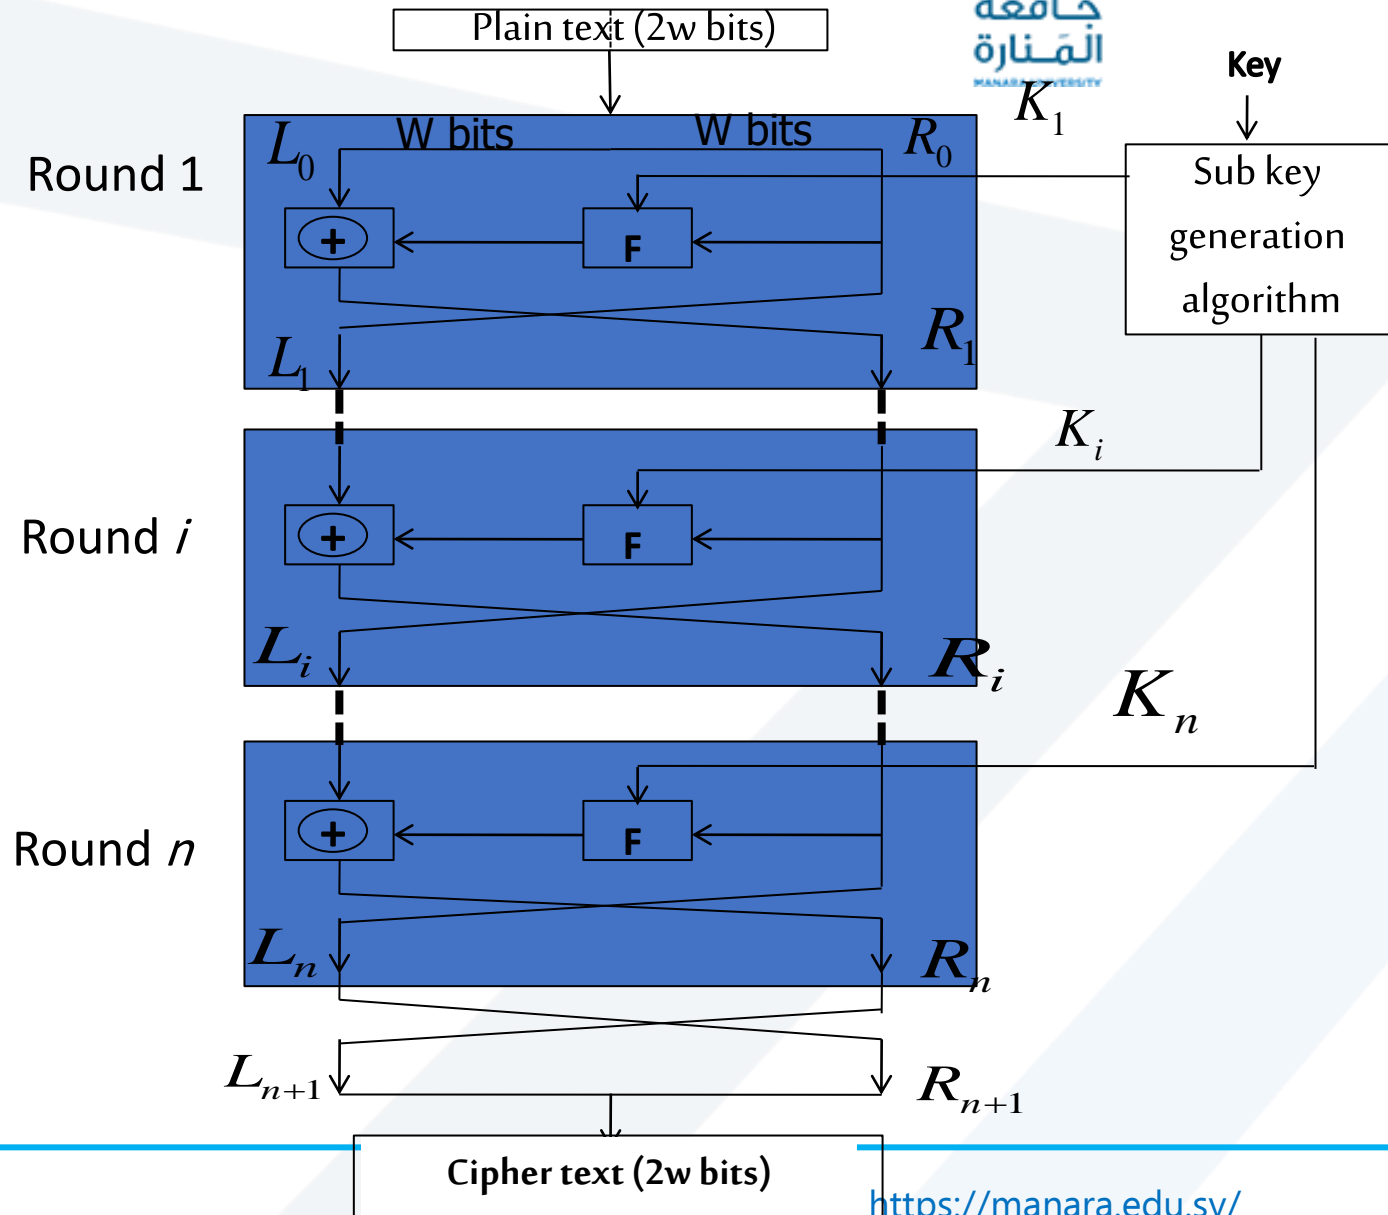 Plain text (2w bits)
جامعة
المَنارة
MANARA UNIVERSITY
Key
K₁
L₀
W bits
W bits
R₀
Round 1
Sub key
generation
algorithm
+
F
L₁
R₁
Kᵢ
Round i
+
F
Lᵢ
Rᵢ
Kₙ
Round n
+
F
Lₙ
Rₙ
Lₙ₊₁
Rₙ₊₁
Cipher text (2w bits)
https://manara.edu.sy/